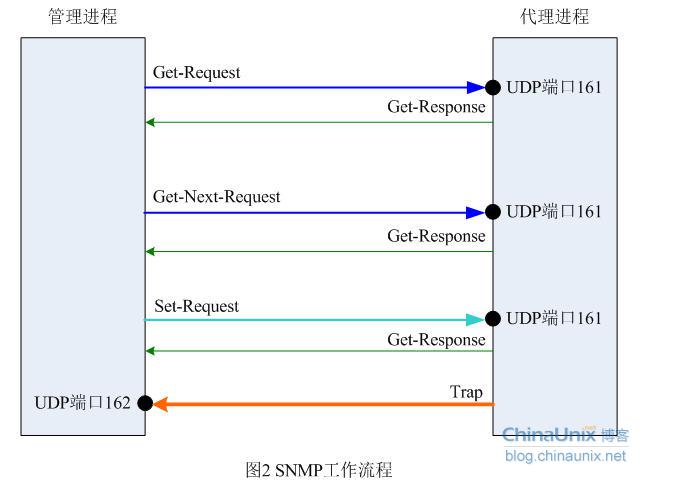 管理进程 代理进程
Get-Request
UDP端口161
Get-Response
Get-Next-Request
UDP端口161
Get-Response
Set-Request
UDP端口161
Get-Response
Trap
UDP端口162
ChinaUnix.net 博客
blog.chinaunix.net
图2 SNMP工作流程